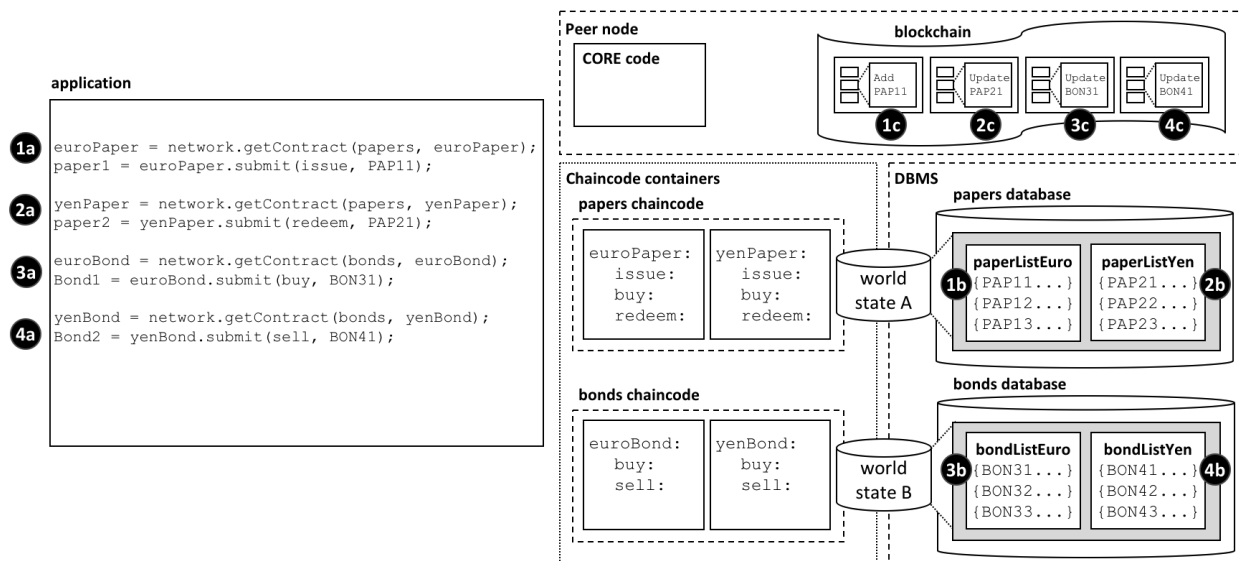 application
1a
euroPaper = network.getContract(papers, euroPaper);
paper1 = euroPaper.submit(issue, PAP11);
2a
yenPaper = network.getContract(papers, yenPaper);
paper2 = yenPaper.submit(redeem, PAP21);
3a
euroBond = network.getContract(bonds, euroBond);
Bond1 = euroBond.submit(buy, BON31);
4a
yenBond = network.getContract(bonds, yenBond);
Bond2 = yenBond.submit(sell, BON41);
Peer node
CORE code
blockchain
Add
PAP11
1c
Update
PAP21
2c
Update
BON31
3c
Update
BON41
4c
Chaincode containers
papers chaincode
euroPaper:
issue:
buy:
redeem:
yenPaper:
issue:
buy:
redeem:
world
state A
bonds chaincode
euroBond:
buy:
sell:
yenBond:
buy:
sell:
world
state B
DBMS
papers database
1b
paperListEuro
{PAP11...}
{PAP12...}
{PAP13...}
paperListYen
{PAP21...}
{PAP22...}
{PAP23...}
2b
bonds database
3b
bondListEuro
{BON31...}
{BON32...}
{BON33...}
bondListYen
{BON41...}
{BON42...}
{BON43...}
4b